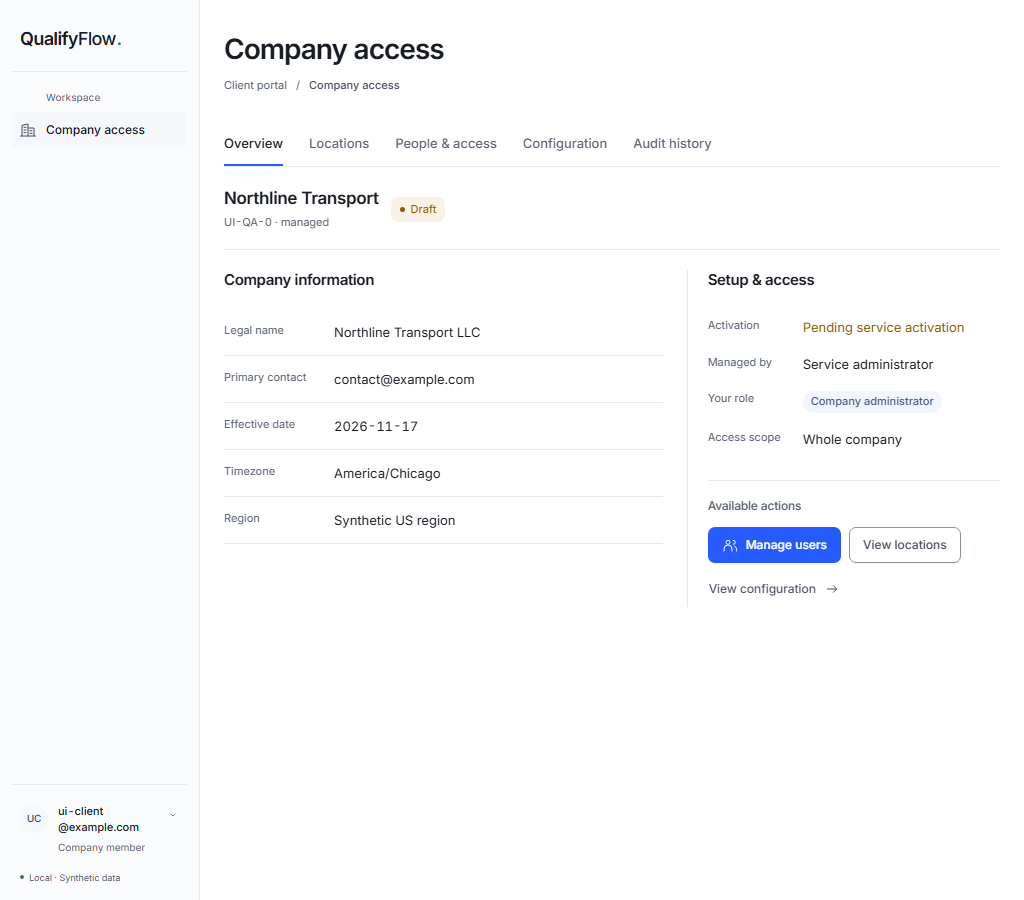 QualifyFlow.
Workspace
Company access
UC
ui-client
@example.com
Company member
Local · Synthetic data
Company access
Client portal / Company access
Overview Locations People & access Configuration Audit history
Northline Transport
Draft
UI-QA-0 · managed
Company information
Legal name Northline Transport LLC
Primary contact contact@example.com
Effective date 2026-11-17
Timezone America/Chicago
Region Synthetic US region
Setup & access
Activation Pending service activation
Managed by Service administrator
Your role Company administrator
Access scope Whole company
Available actions
Manage users View locations
View configuration →